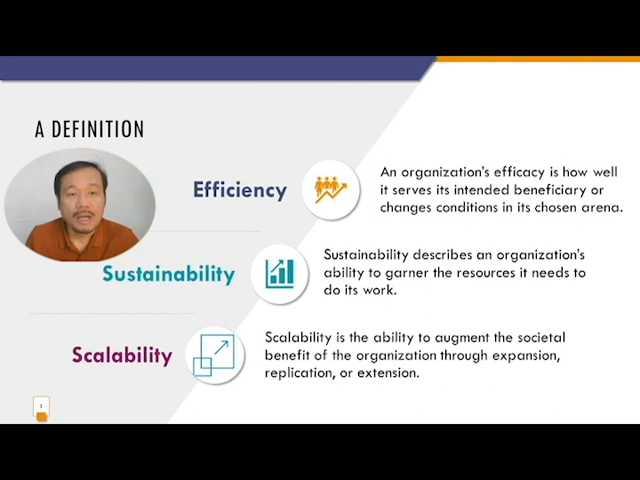 A DEFINITION
Efficiency
An organization's efficacy is how well
it serves its intended beneficiary or
changes conditions in its chosen arena.
Sustainability
Sustainability describes an organization's
ability to garner the resources it needs to
do its work.
Scalability
Scalability is the ability to augment the societal
benefit of the organization through expansion,
replication, or extension.